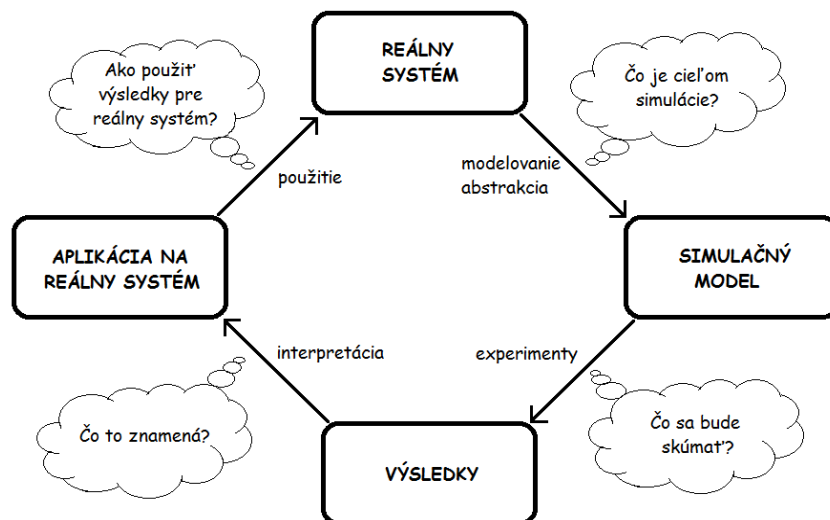 REÁLNY
SYSTÉM
Ako použiť
výsledky pre
reálny systém?
Čo je cieľom
simulácie?
použitie
modelovanie
abstrakcia
APLIKÁCIA NA
REÁLNY SYSTÉM
SIMULAČNÝ
MODEL
interpretácia
experimenty
Čo to znamená?
Čo sa bude
skúmať?
VÝSLEDKY